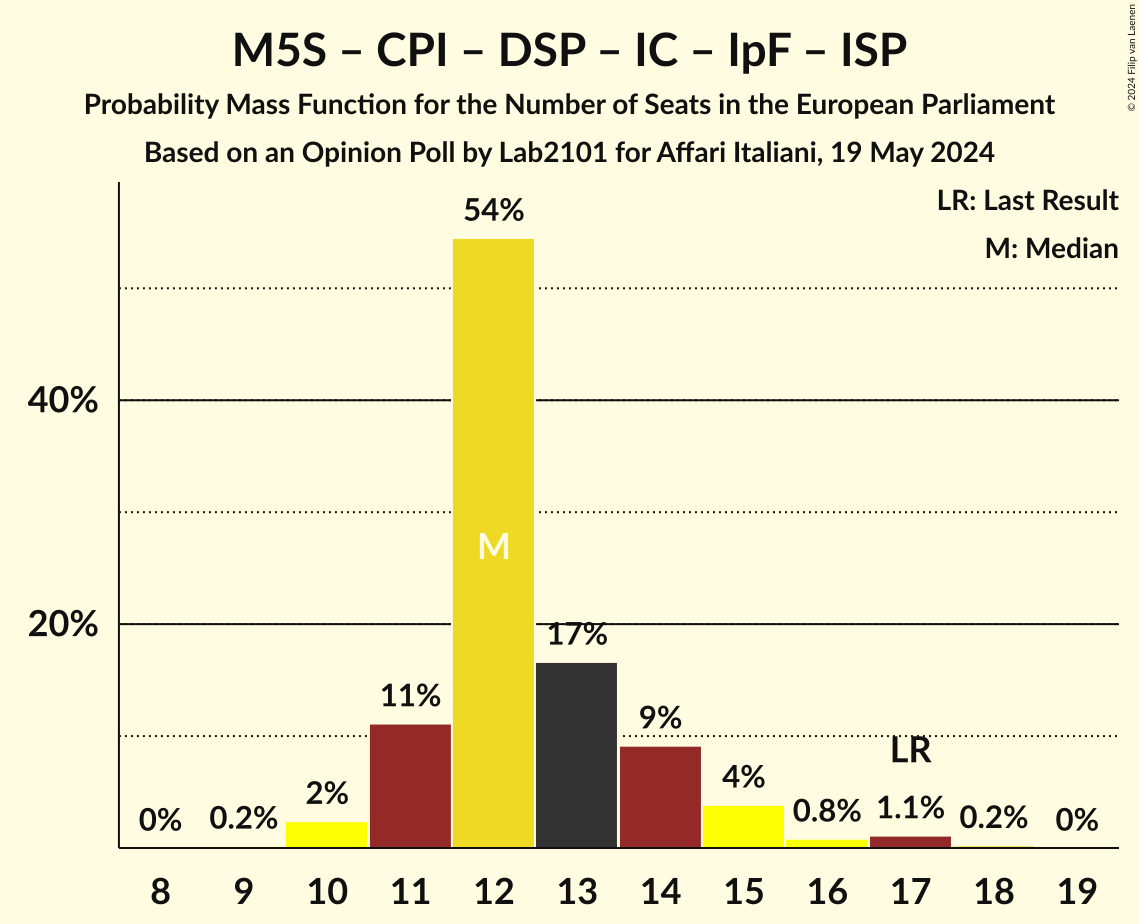 M5S – CPI – DSP – IC – IpF – ISP
Probability Mass Function for the Number of Seats in the European Parliament
Based on an Opinion Poll by Lab2101 for Affari Italiani, 19 May 2024
© 2024 Filip van Laenen
LR: Last Result
M: Median
54%
40%
M
20%
17%
11%
9%
LR
4%
2%
0%
0.2%
0.8%
1.1%
0.2%
0%
8 9 10 11 12 13 14 15 16 17 18 19